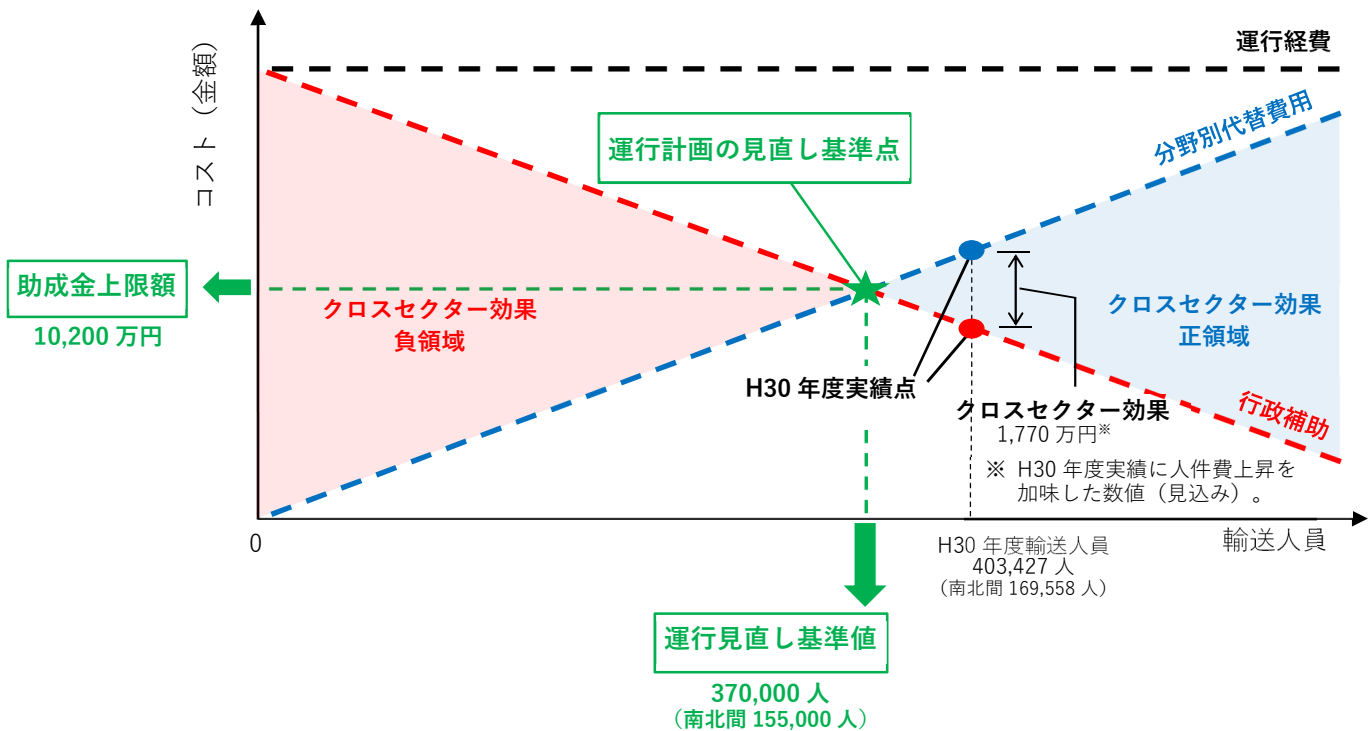 運行経費
コスト（金額）
分野別代替費用
運行計画の見直し基準点
助成金上限額
10,200 万円
クロスセクター効果
負領域
クロスセクター効果
正領域
H30 年度実績点
クロスセクター効果
1,770 万円※
行政補助
※ H30 年度実績に人件費上昇を
加味した数値（見込み）。
0
H30 年度輸送人員
403,427 人
（南北間 169,558 人）
輸送人員
運行見直し基準値
370,000 人
（南北間 155,000 人）